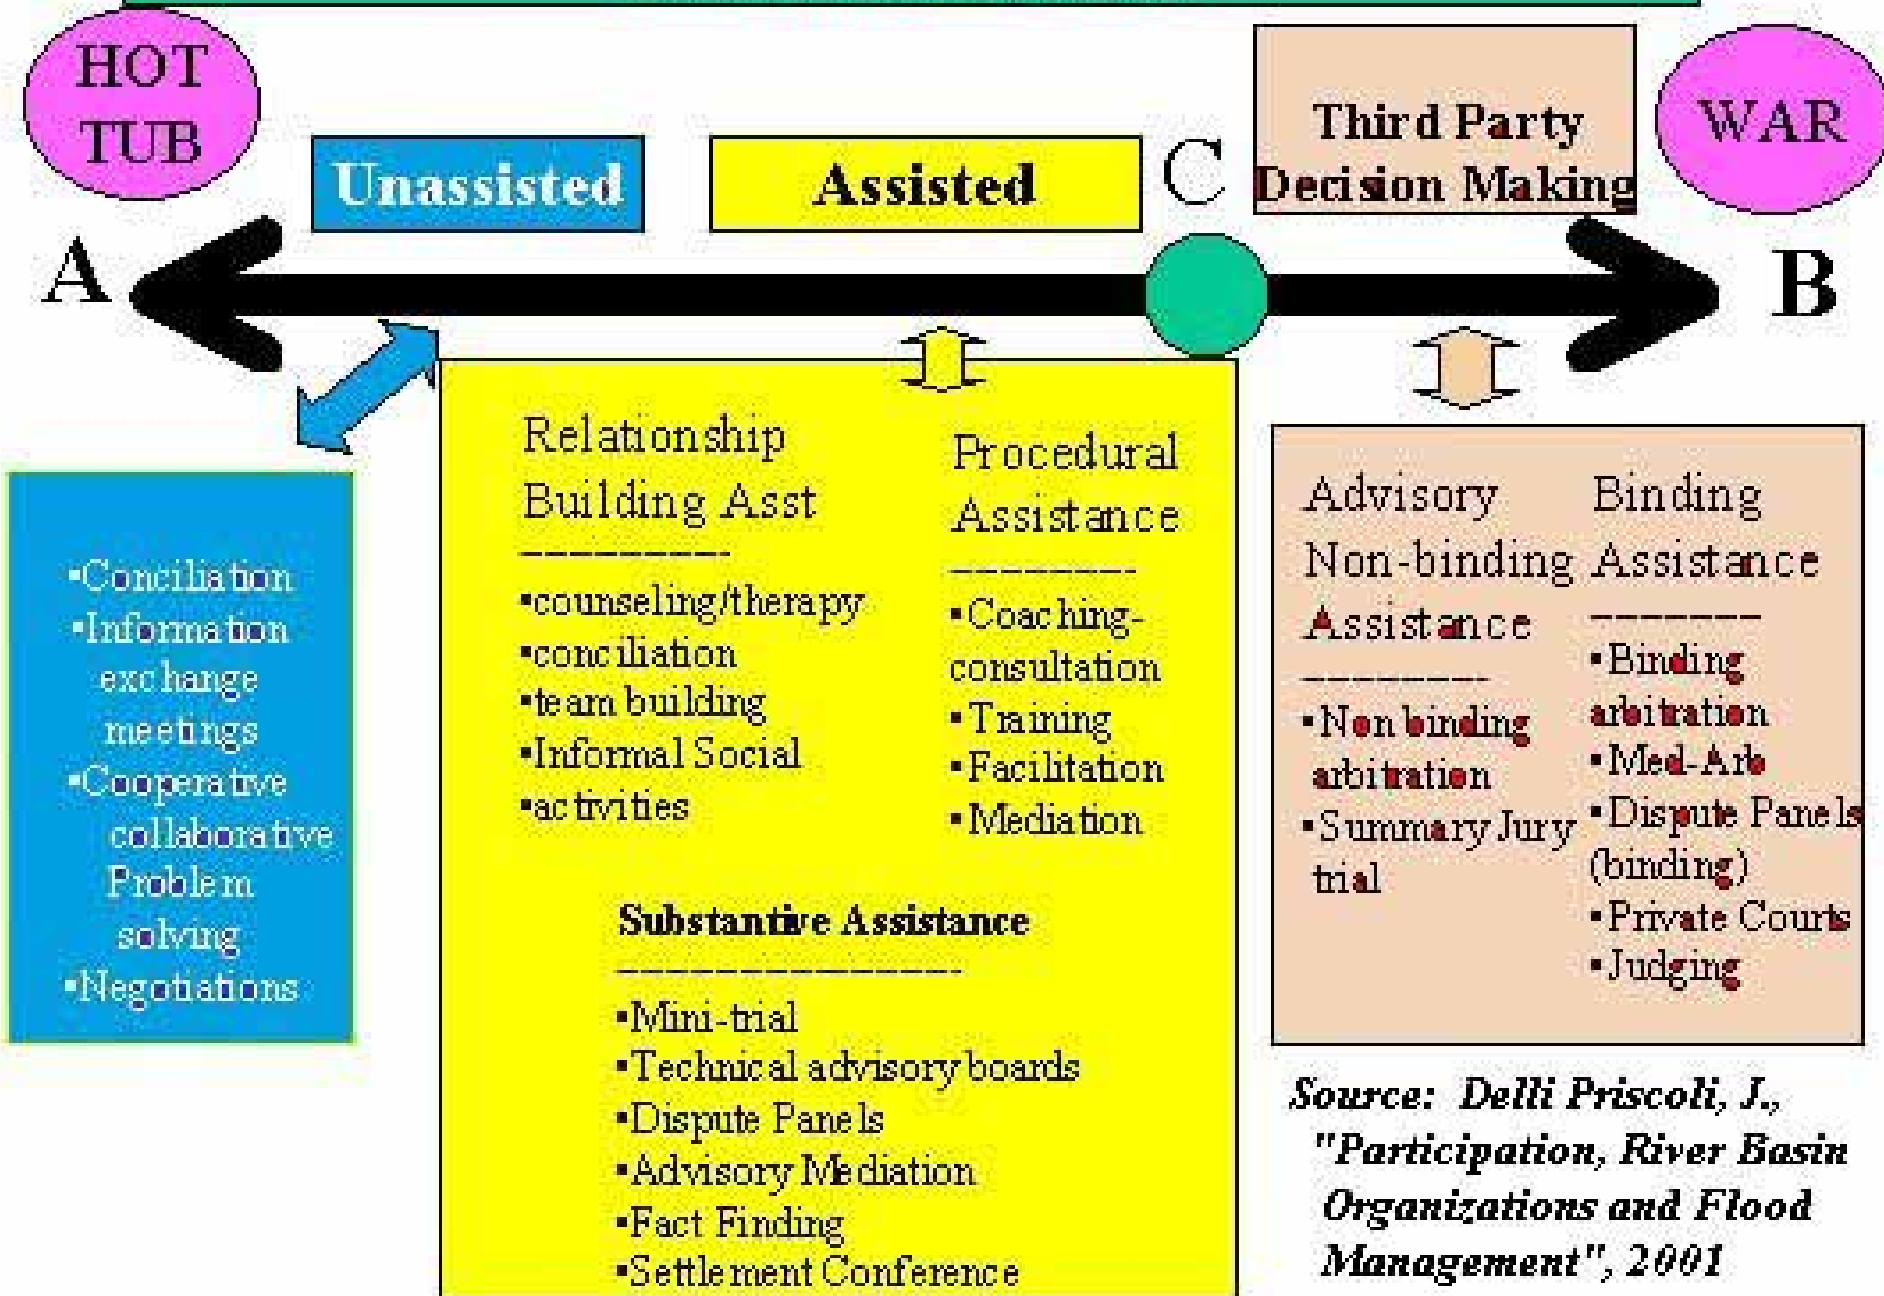 HOT
TUB
Unassisted
Assisted
C
Third Party
Decision Making
WAR
A
B
▪Conciliation
▪Information
exchange
meetings
▪Cooperative
collaborative
Problem
solving
▪Negotiations
Relationship
Building Asst
---------
▪counseling/therapy
▪conciliation
▪team building
▪Informal Social
▪activities
Procedural
Assistance
--------
▪Coaching-
consultation
▪Training
▪Facilitation
▪Mediation
Substantive Assistance
---------------
▪Mini-trial
▪Technical advisory boards
▪Dispute Panels
▪Advisory Mediation
▪Fact Finding
▪Settlement Conference
Advisory
Non-binding
Assistance
--------
▪Non binding
arbitration
▪Summary Jury
trial
Binding
Assistance
-------
▪Binding
arbitration
▪Med-Arb
▪Dispute Panels
(binding)
▪Private Courts
▪Judging
Source: Delli Priscoli, J.,
"Participation, River Basin
Organizations and Flood
Management", 2001